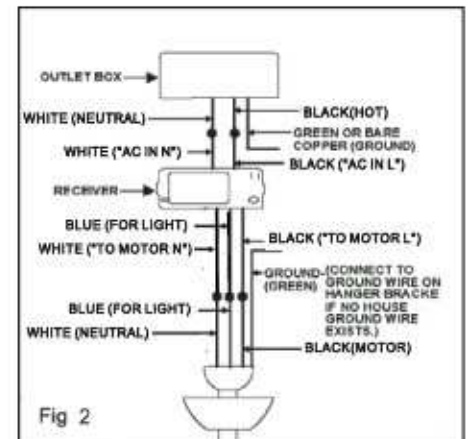 OUTLET BOX
BLACK(HOT)
WHITE (NEUTRAL)
GREEN OR BARE
COPPER (GROUND)
WHITE ("AC IN N")
BLACK ("AC IN L")
RECEIVER
BLUE (FOR LIGHT)
BLACK ("TO MOTOR L")
WHITE ("TO MOTOR N")
GROUND-
(GREEN)
(CONNECT TO
GROUND WIRE ON
HANGER BRACKE
IF NO HOUSE
GROUND WIRE
EXISTS.)
BLUE (FOR LIGHT)
WHITE (NEUTRAL)
BLACK(MOTOR)
Fig 2